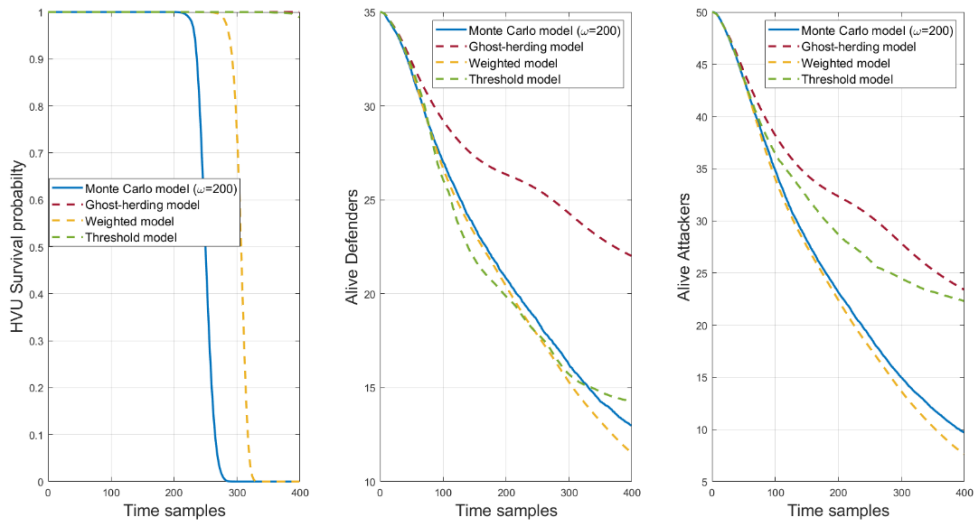 1
0.9
0.8
0.7
0.6
0.5
0.4
0.3
0.2
0.1
0
HVU Survival probabilty
Monte Carlo model (ω=200)
Ghost-herding model
Weighted model
Threshold model
0 100 200 300 400
Time samples
35
30
25
20
15
10
Alive Defenders
Monte Carlo model (ω=200)
Ghost-herding model
Weighted model
Threshold model
0 100 200 300 400
Time samples
50
45
40
35
30
25
20
15
10
5
Alive Attackers
Monte Carlo model (ω=200)
Ghost-herding model
Weighted model
Threshold model
0 100 200 300 400
Time samples